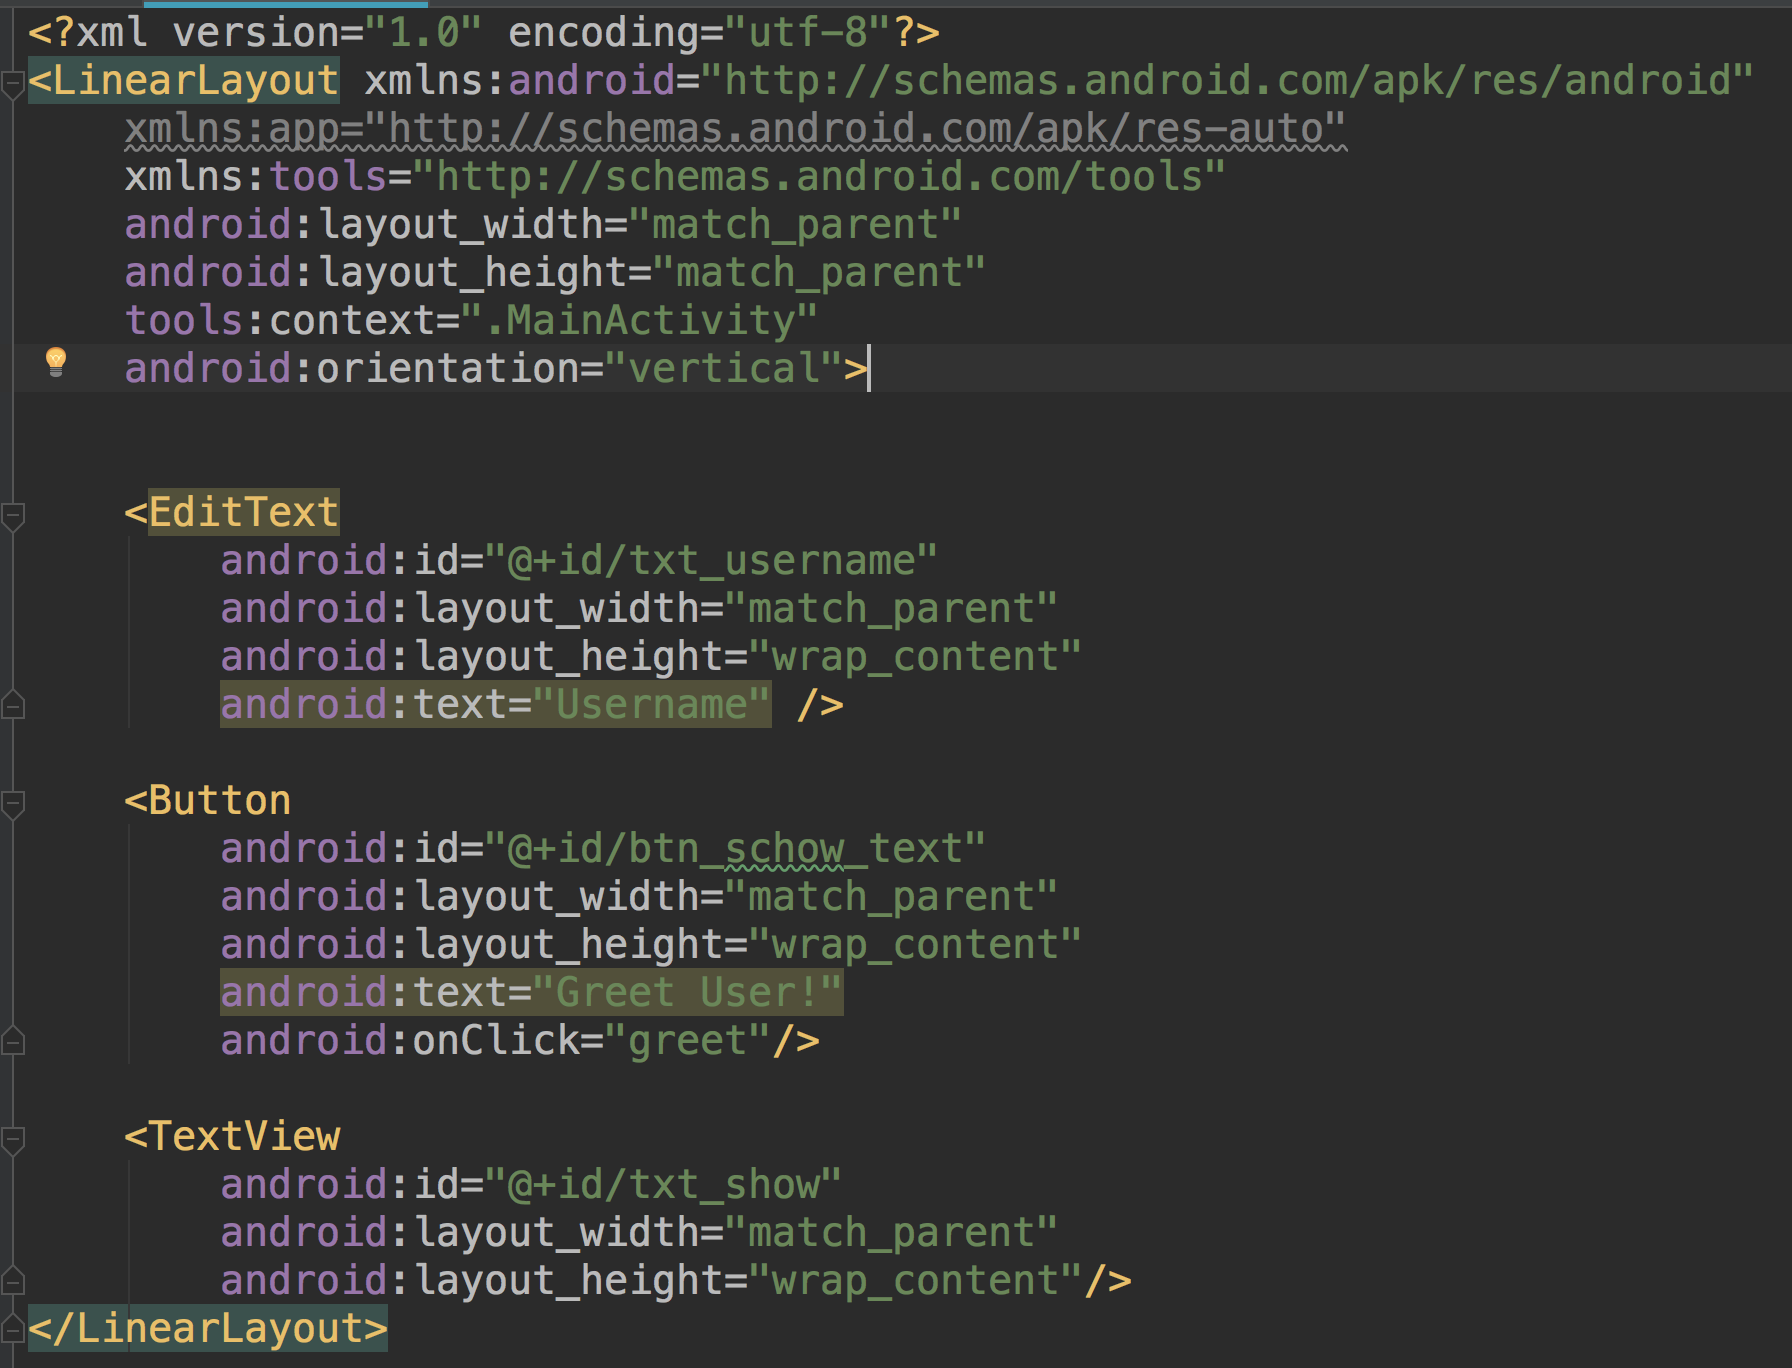 <?xml version="1.0" encoding="utf-8"?>
<LinearLayout xmlns:android="http://schemas.android.com/apk/res/android"
    xmlns:app="http://schemas.android.com/apk/res-auto"
    xmlns:tools="http://schemas.android.com/tools"
    android:layout_width="match_parent"
    android:layout_height="match_parent"
    tools:context=".MainActivity"
    android:orientation="vertical">
    <EditText
        android:id="@+id/txt_username"
        android:layout_width="match_parent"
        android:layout_height="wrap_content"
        android:text="Username" />
    <Button
        android:id="@+id/btn_schow_text"
        android:layout_width="match_parent"
        android:layout_height="wrap_content"
        android:text="Greet User!"
        android:onClick="greet"/>
    <TextView
        android:id="@+id/txt_show"
        android:layout_width="match_parent"
        android:layout_height="wrap_content"/>
</LinearLayout>